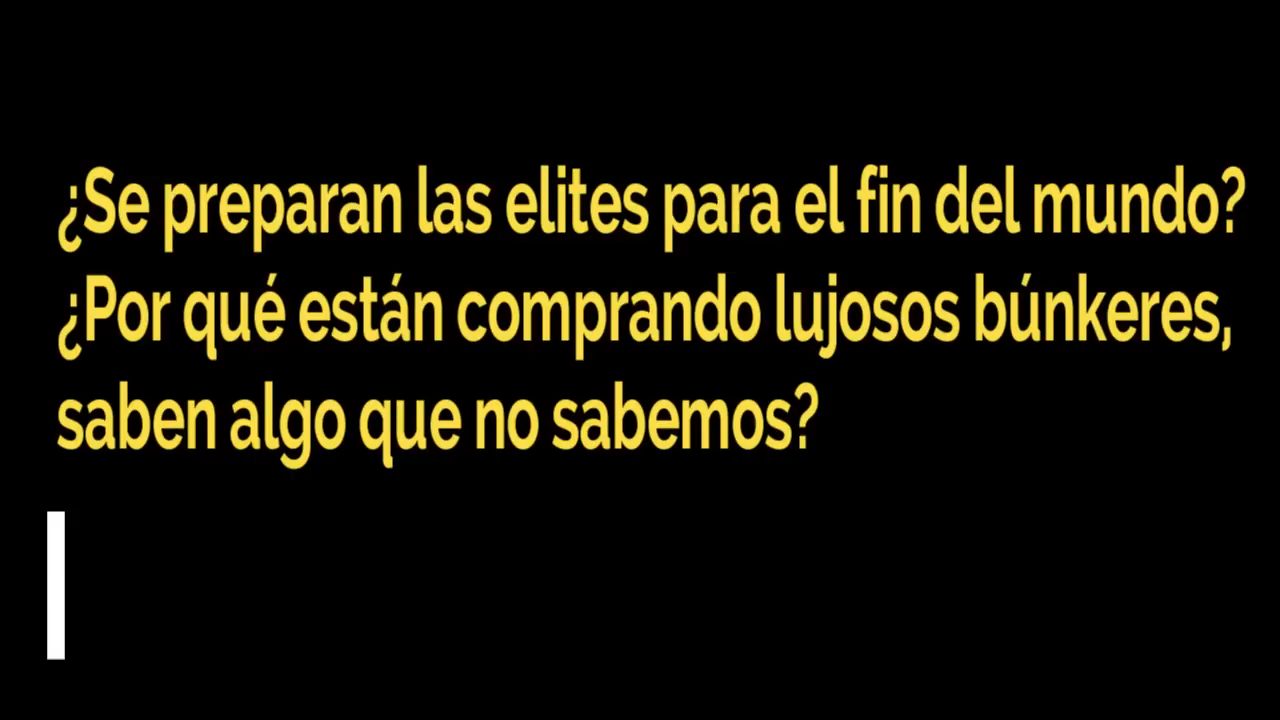 ¿Se preparan las elites para el fin del mundo?
¿Por qué están comprando lujosos búnkeres,
saben algo que no sabemos?